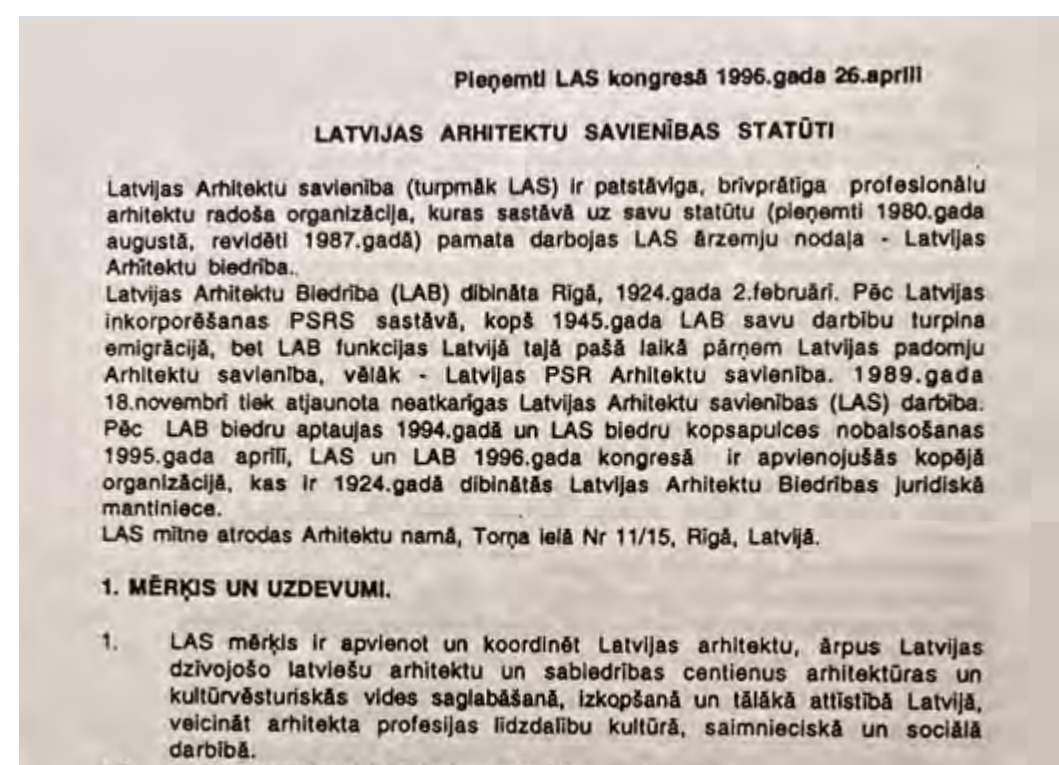 Pieņemti LAS kongresā 1996.gada 26.aprīlī
LATVIJAS ARHITEKTU SAVIENĪBAS STATŪTI
Latvijas Arhitektu savienība (turpmāk LAS) ir patstāvīga, brīvprātīga profesionālu
arhitektu radoša organizācija, kuras sastāvā uz savu statūtu (pieņemti 1980.gada
augustā, revidēti 1987.gadā) pamata darbojas LAS ārzemju nodaļa - Latvijas
Arhitektu biedrība.
Latvijas Arhitektu Biedrība (LAB) dibināta Rīgā, 1924.gada 2.februārī. Pēc Latvijas
inkorporēšanas PSRS sastāvā, kopš 1945.gada LAB savu darbību turpina
emigrācijā, bet LAB funkcijas Latvijā tajā pašā laikā pārņem Latvijas padomju
Arhitektu savienība, vēlāk - Latvijas PSR Arhitektu savienība. 1989.gada
18.novembrī tiek atjaunota neatkarīgas Latvijas Arhitektu savienības (LAS) darbība.
Pēc LAB biedru aptaujas 1994.gadā un LAS biedru kopsapulces nobalsošanas
1995.gada aprīlī, LAS un LAB 1996.gada kongresā ir apvienojušās kopējā
organizācijā, kas ir 1924.gadā dibinātās Latvijas Arhitektu Biedrības juridiskā
mantiniece.
LAS mītne atrodas Arhitektu namā, Torņa ielā Nr 11/15, Rīgā, Latvijā.
1. MĒRĶIS UN UZDEVUMI.
1. LAS mērķis ir apvienot un koordinēt Latvijas arhitektu, ārpus Latvijas
dzīvojošo latviešu arhitektu un sabiedrības centienus arhitektūras un
kultūrvēsturiskās vides saglabāšanā, izkopšanā un tālākā attīstībā Latvijā,
veicināt arhitekta profesijas līdzdalību kultūrā, saimnieciskā un sociālā
darbībā.